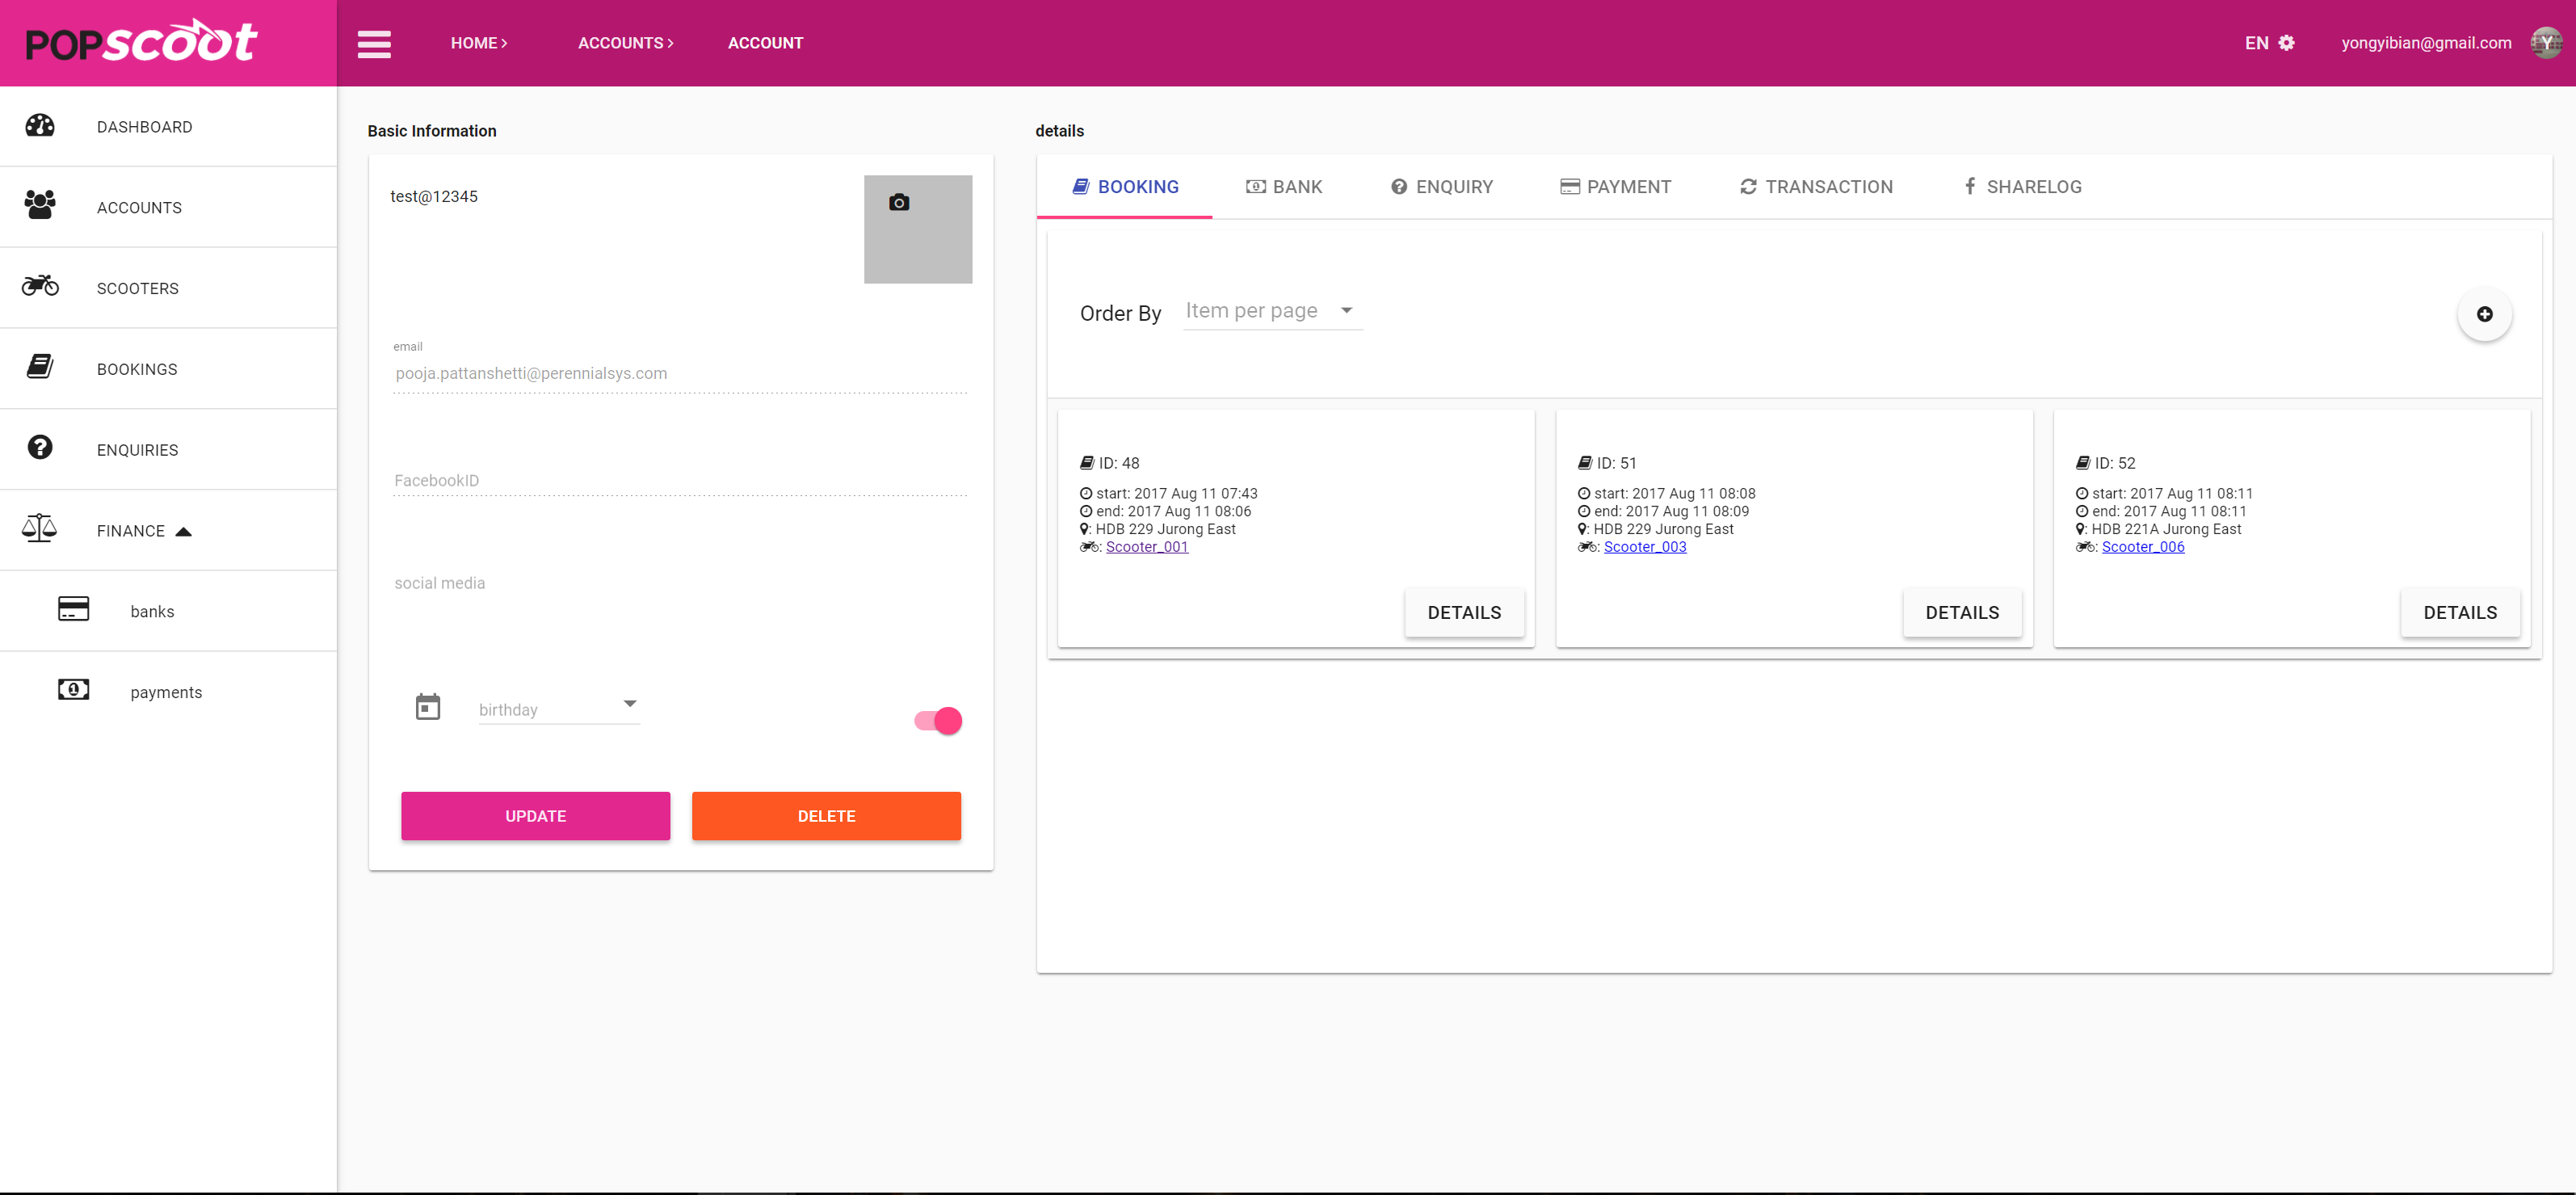 POPscoot
HOME
ACCOUNTS
ACCOUNT
EN
yongyibian@gmail.com
Y
DASHBOARD
ACCOUNTS
SCOOTERS
BOOKINGS
ENQUIRIES
FINANCE
banks
payments
Basic Information
test@12345
email
pooja.pattanshetti@perennialsys.com
FacebookID
social media
birthday
UPDATE
DELETE
details
BOOKING
BANK
ENQUIRY
PAYMENT
TRANSACTION
SHARELOG
Order By
Item per page
ID: 48
start: 2017 Aug 11 07:43
end: 2017 Aug 11 08:06
: HDB 229 Jurong East
: Scooter_001
DETAILS
ID: 51
start: 2017 Aug 11 08:08
end: 2017 Aug 11 08:09
: HDB 229 Jurong East
: Scooter_003
DETAILS
ID: 52
start: 2017 Aug 11 08:11
end: 2017 Aug 11 08:11
: HDB 221A Jurong East
: Scooter_006
DETAILS